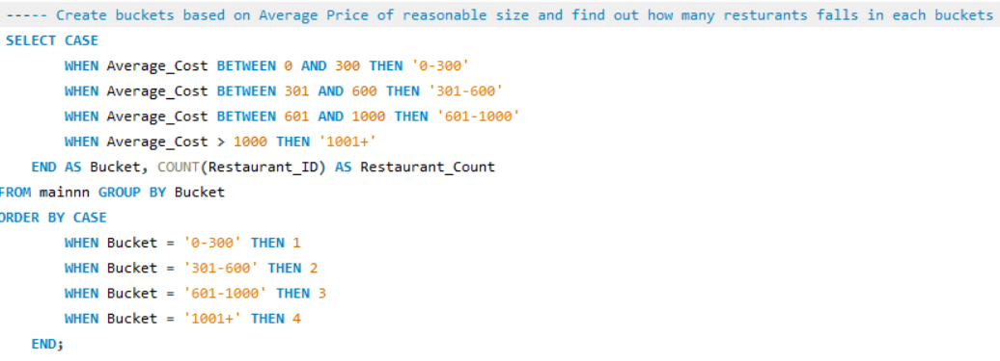 ----- Create buckets based on Average Price of reasonable size and find out how many resturants falls in each buckets
SELECT CASE
WHEN Average_Cost BETWEEN 0 AND 300 THEN '0-300'
WHEN Average_Cost BETWEEN 301 AND 600 THEN '301-600'
WHEN Average_Cost BETWEEN 601 AND 1000 THEN '601-1000'
WHEN Average_Cost > 1000 THEN '1001+'
END AS Bucket, COUNT(Restaurant_ID) AS Restaurant_Count
FROM mainnn GROUP BY Bucket
ORDER BY CASE
WHEN Bucket = '0-300' THEN 1
WHEN Bucket = '301-600' THEN 2
WHEN Bucket = '601-1000' THEN 3
WHEN Bucket = '1001+' THEN 4
END;